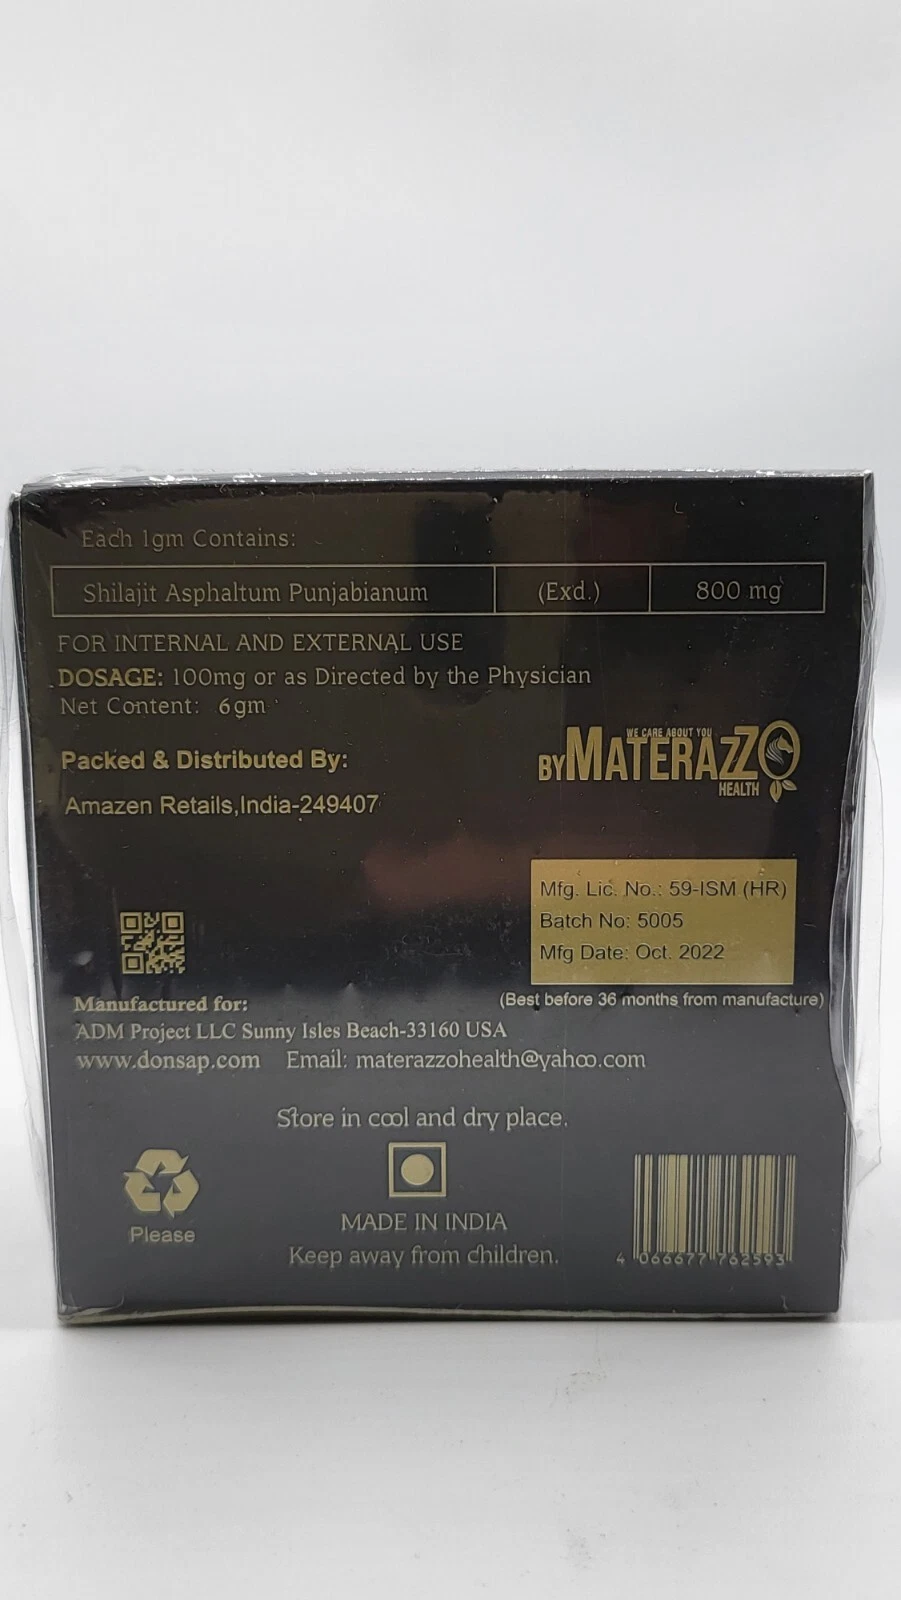 Each 1gm Contains:
Shilajit Asphaltum Punjabianum (Exd.) 800 mg
FOR INTERNAL AND EXTERNAL USE
DOSAGE: 100mg or as Directed by the Physician
Net Content: 6gm
WE CARE ABOUT YOU
BY MATERAZZO
HEALTH
Packed & Distributed By:
Amazen Retails,India-249407
Mfg. Lic. No.: 59-ISM (HR)
Batch No: 5005
Mfg Date: Oct. 2022
(Best before 36 months from manufacture)
Manufactured for:
ADM Project LLC Sunny Isles Beach-33160 USA
www.donsap.com Email: materazzohealth@yahoo.com
Store in cool and dry place.
Please
MADE IN INDIA
Keep away from children.
4 066677 762593